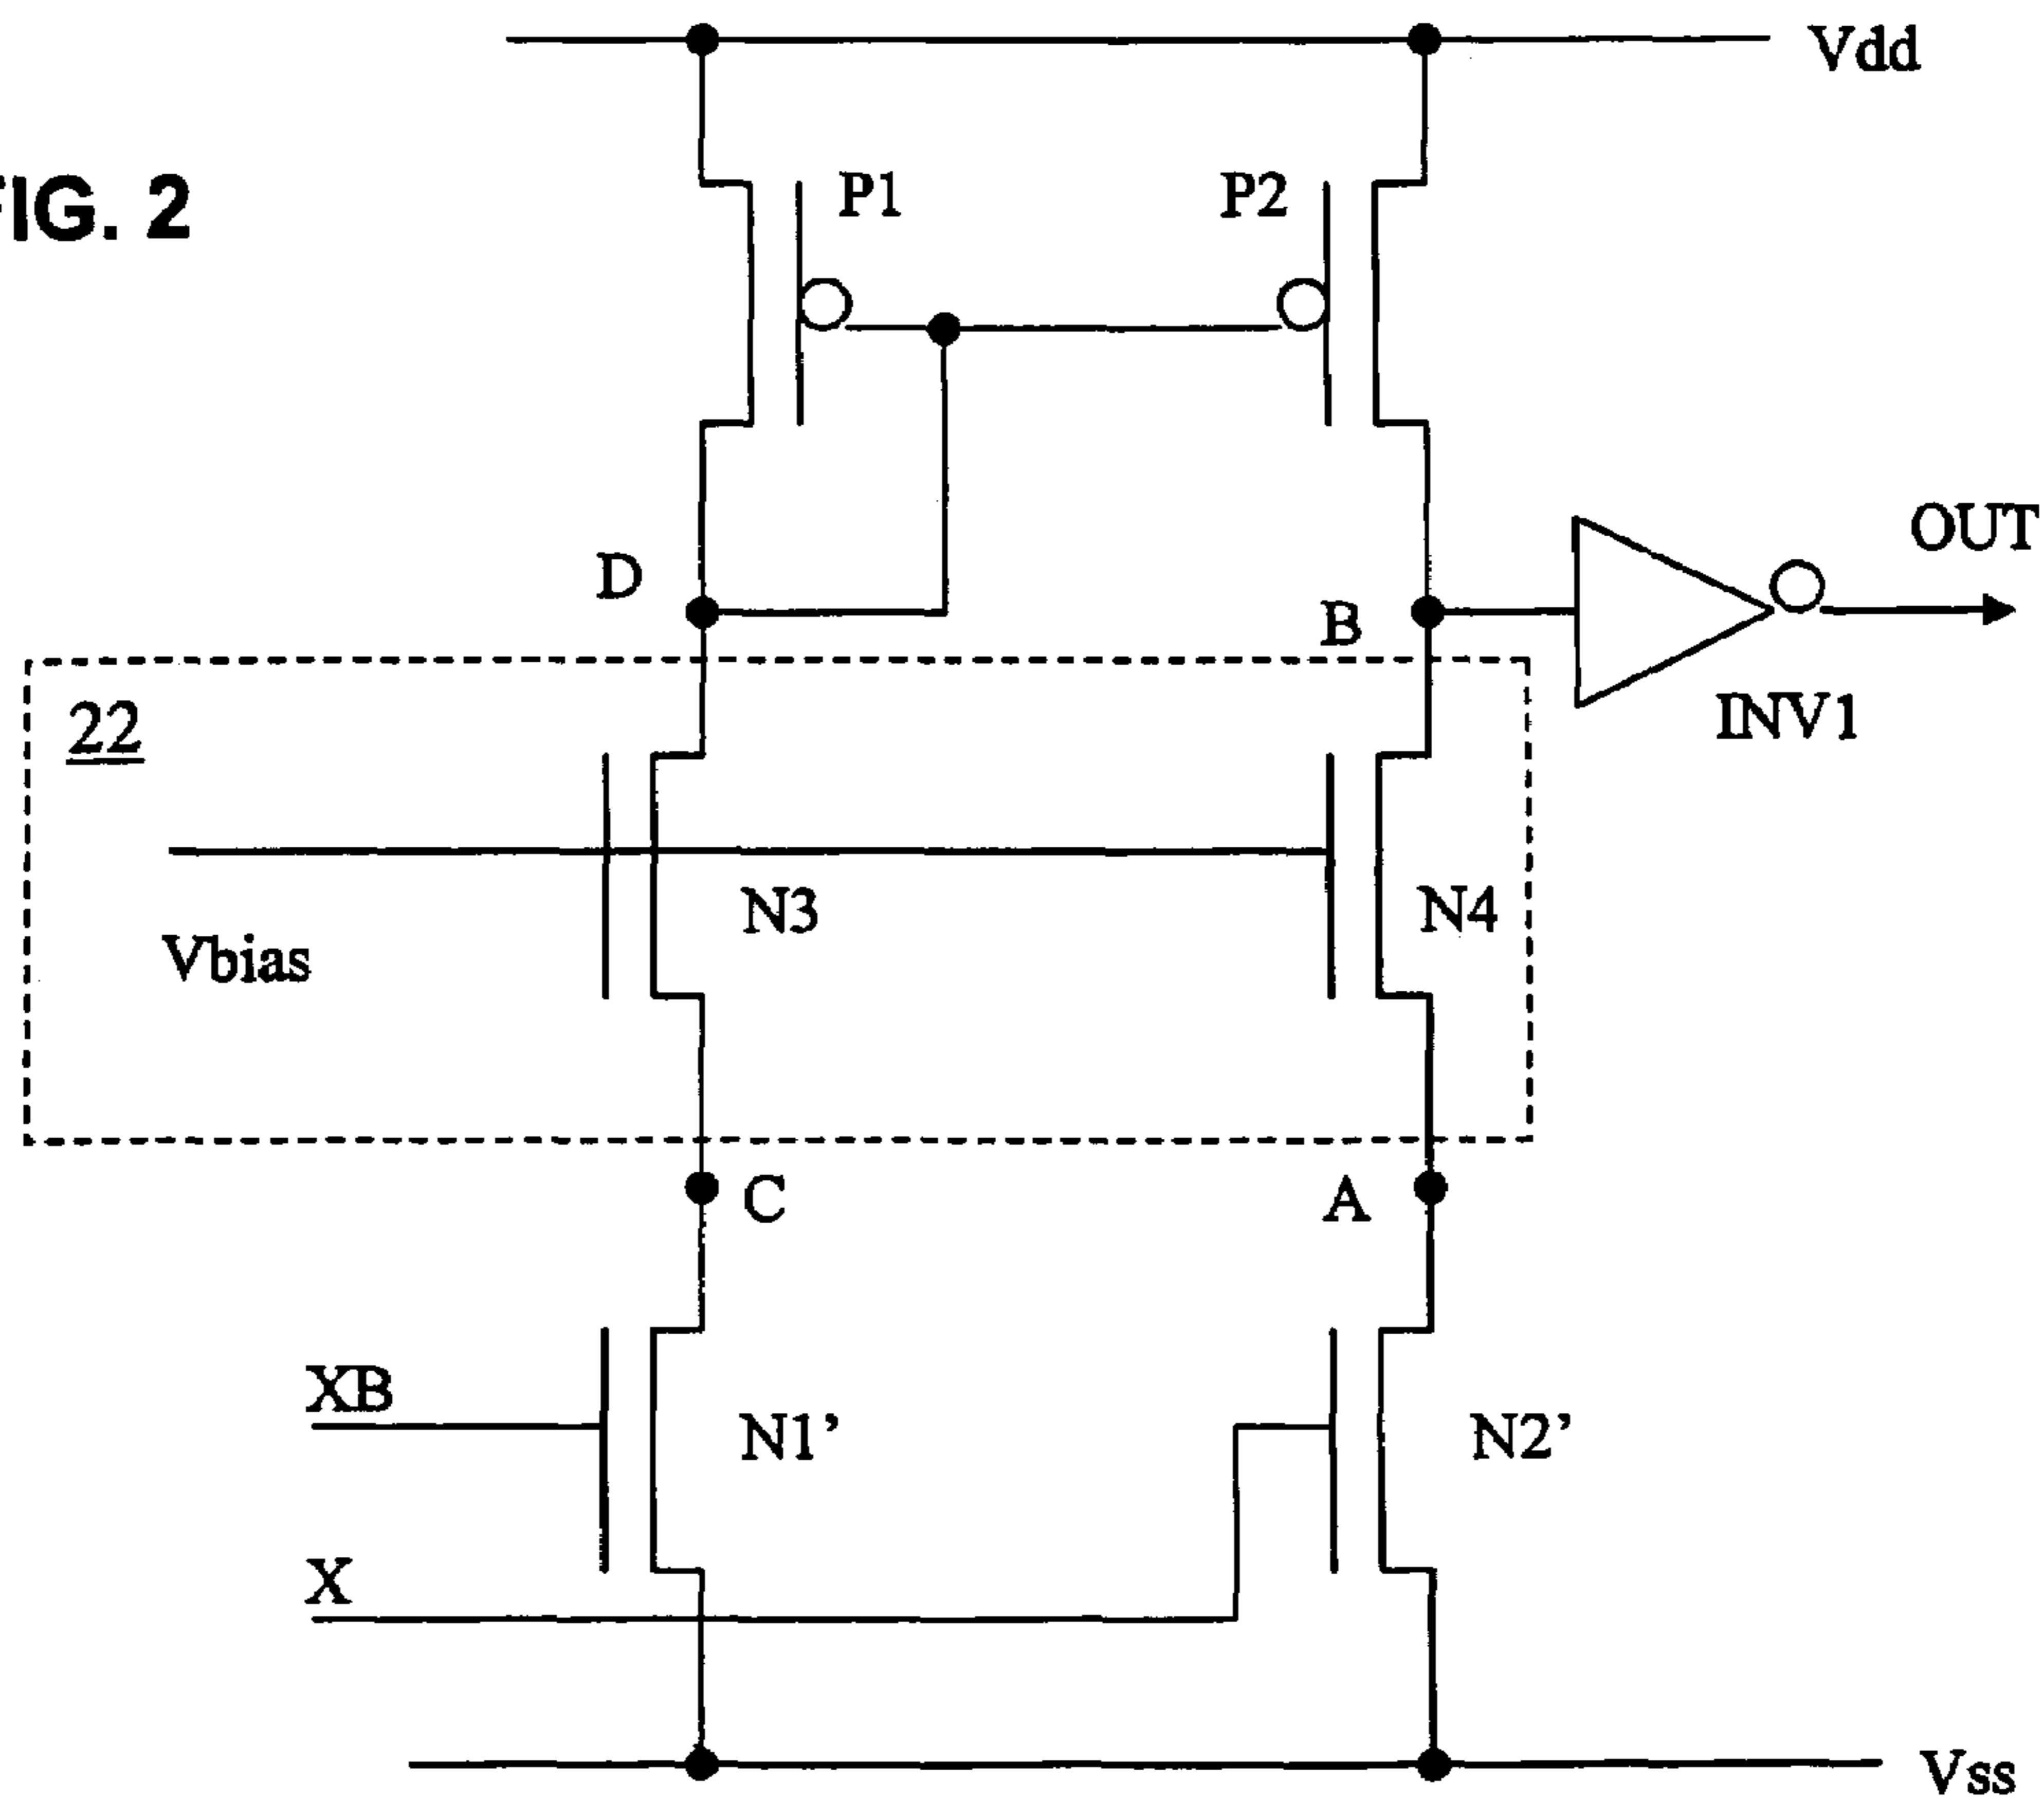 Vdd
FIG. 2
P1
P2
OUT
D
B
22
INV1
N3
N4
Vbias
C
A
XB
N1’
N2’
X
Vss